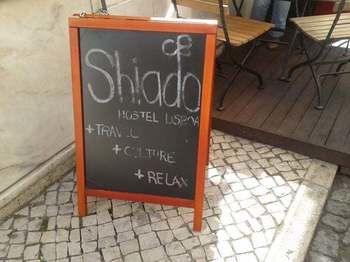 Shiado
HOSTEL LISBOA
+ TRAVEL
+ CULTURE
+ RELAX